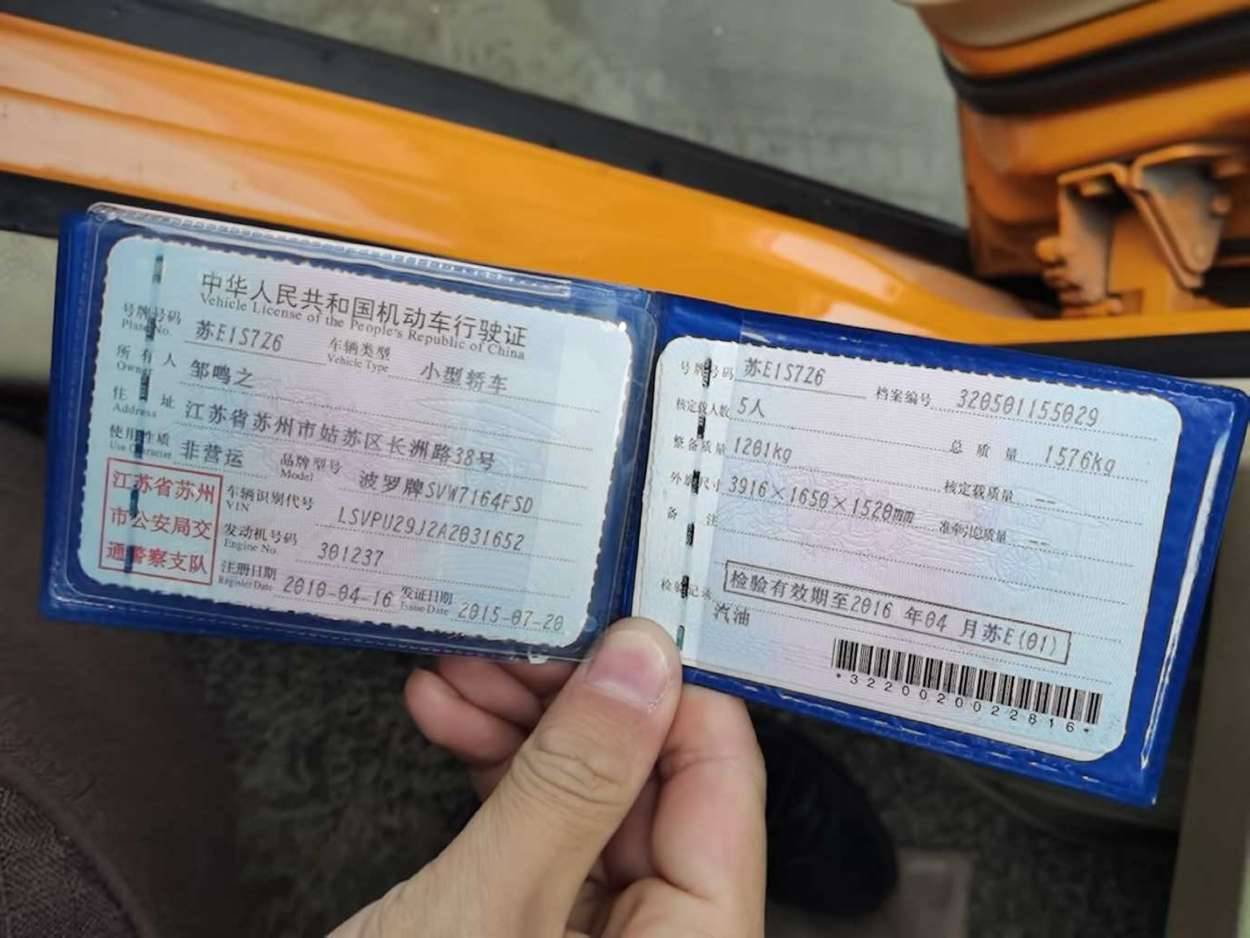 中华人民共和国机动车行驶证
Vehicle License of the People's Republic of China
号牌号码 苏E1S7Z6 车辆类型 小型轿车
Plate No. Vehicle Type
所有人 邹鸣之
Owner
住址 江苏省苏州市姑苏区长洲路38号
Address
使用性质 非营运 品牌型号 波罗牌SVW7164FSD
Use Character Model
江苏省苏州
市公安局交
通警察支队
车辆识别代号 LSVPU29J2A2031652
VIN
发动机号码 301237
Engine No.
注册日期 2010-04-16 发证日期 2015-07-20
Register Date Issue Date
号牌号码 苏E1S7Z6 档案编号 320501155029
核定载人数 5人 总质量 1576kg
整备质量 1201kg 核定载质量 --
外廓尺寸 3916×1650×1520mm 准牵引总质量 --
备注
检验有效期至2016 年04 月苏E(01)
检验记录
汽油
*3220020022816*